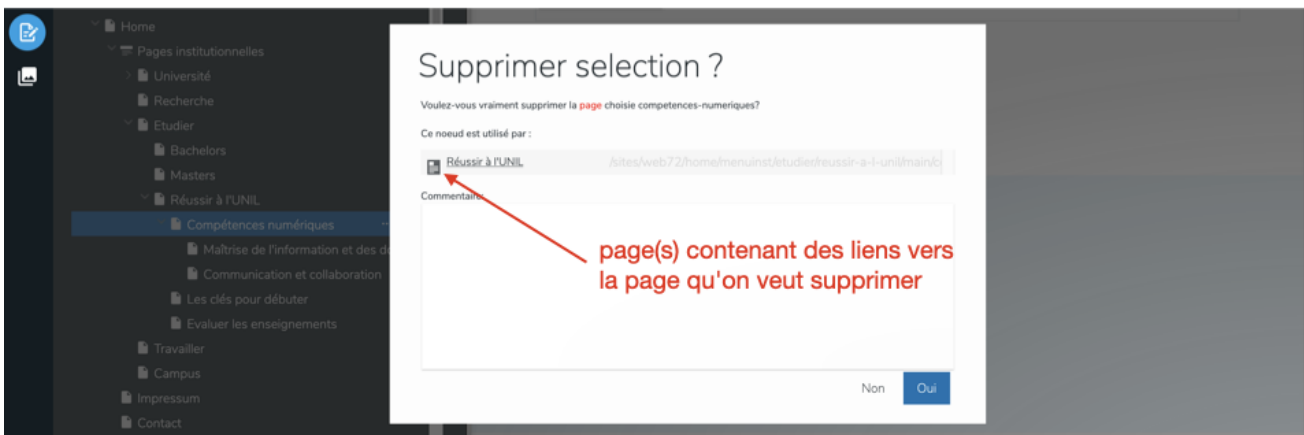 Home
Pages institutionnelles
Université
Recherche
Etudier
Bachelors
Masters
Réussir à l'UNIL
Compétences numériques
Maîtrise de l'information et des d
Communication et collaboration
Les clés pour débuter
Evaluer les enseignements
Travailler
Campus
Impressum
Contact
Supprimer selection ?
Voulez-vous vraiment supprimer la page choisie competences-numeriques?
Ce noeud est utilisé par :
Réussir à l'UNIL /sites/web72/home/menuinst/etudier/reussir-a-l-unil/main/c
Commentaire:
page(s) contenant des liens vers
la page qu'on veut supprimer
Non Oui